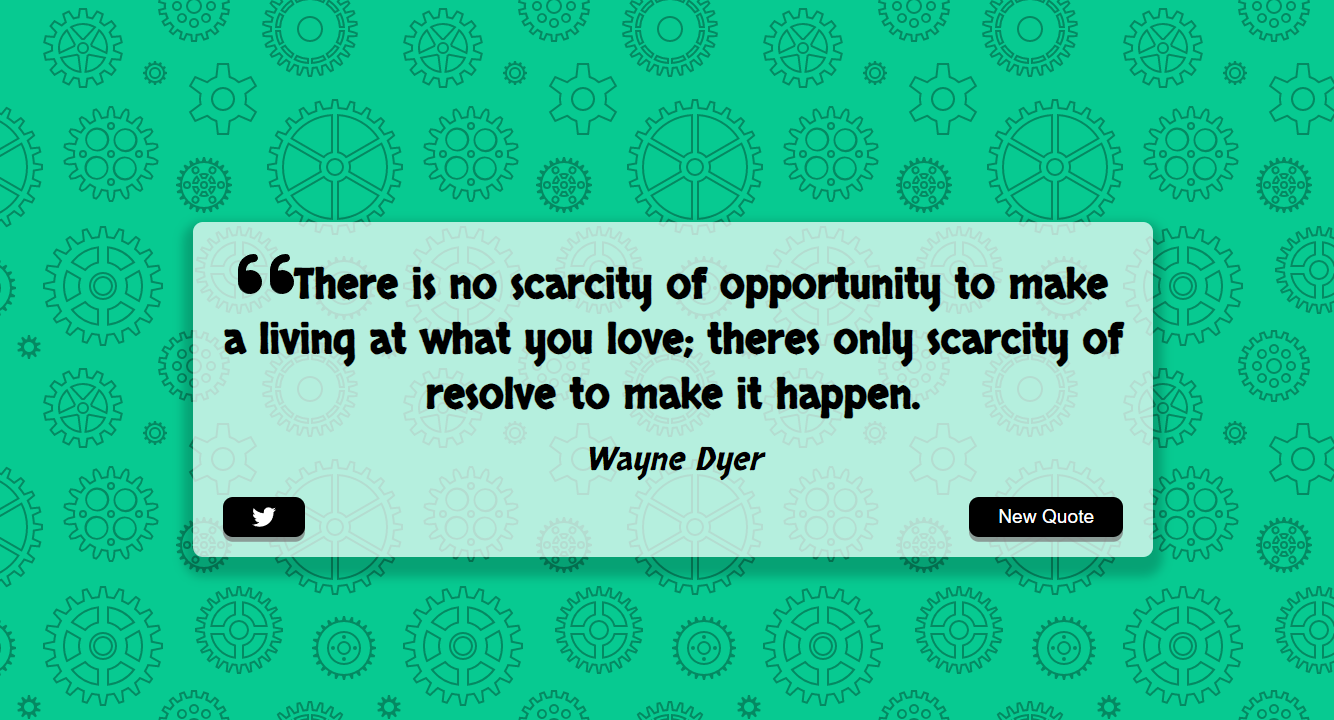 “There is no scarcity of opportunity to make
a living at what you love; theres only scarcity of
resolve to make it happen.
Wayne Dyer
New Quote